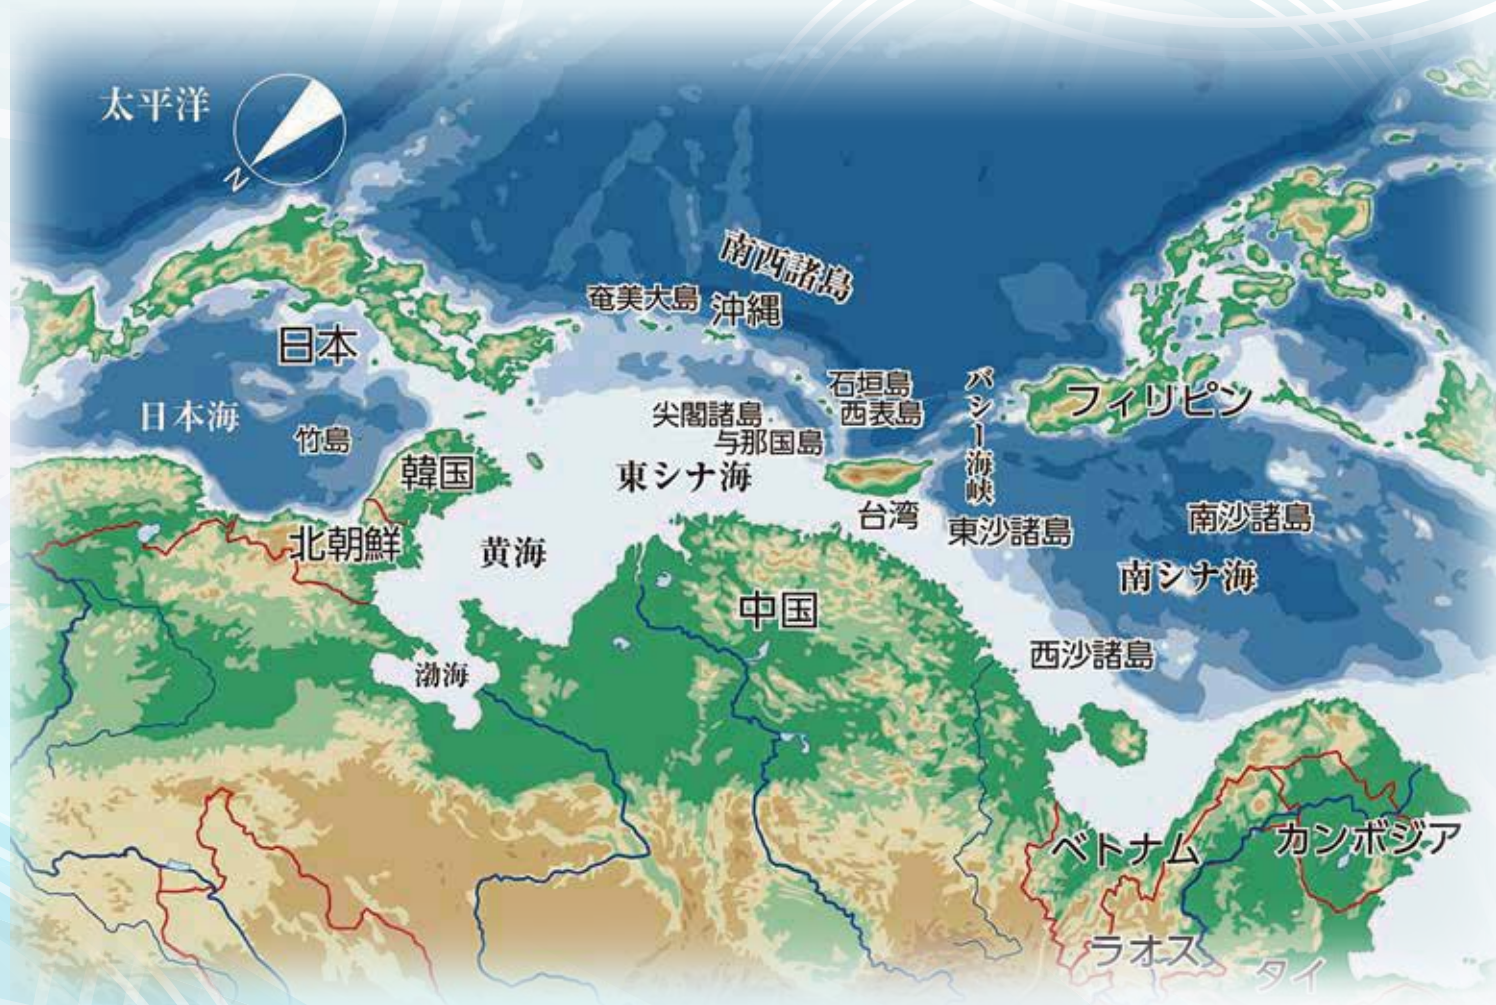 太平洋
N
南西諸島
奄美大島
沖縄
日本
石垣島
バシー海峡
フィリピン
日本海
尖閣諸島
西表島
竹島
与那国島
韓国
東シナ海
台湾
東沙諸島
南沙諸島
北朝鮮
黄海
南シナ海
中国
西沙諸島
渤海
ベトナム
カンボジア
ラオス
タイ